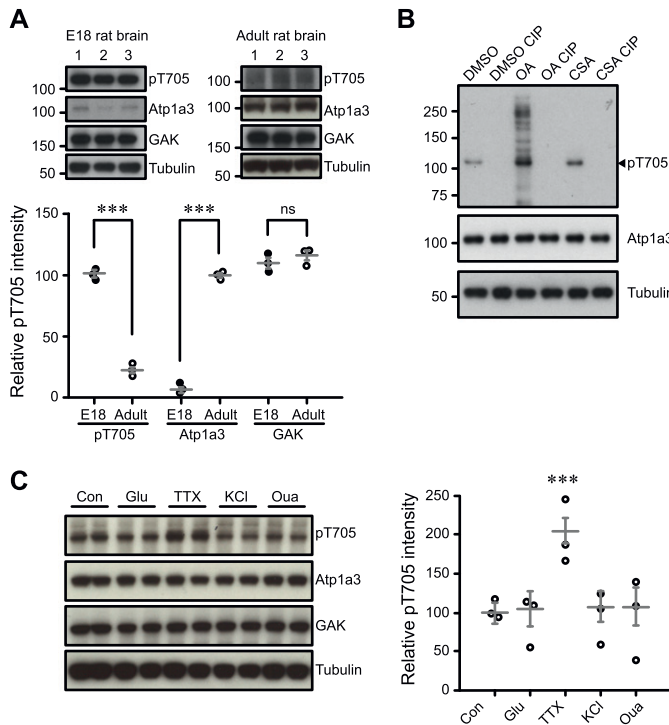 A
E18 rat brain
1 2 3
100
pT705
100
Atp1a3
150
GAK
50
Tubulin
Adult rat brain
1 2 3
100
pT705
100
Atp1a3
150
GAK
50
Tubulin
Relative pT705 intensity
150
100
50
0
*** *** ns
E18 Adult E18 Adult E18 Adult
pT705 Atp1a3 GAK
B
DMSO DMSO CIP OA OA CIP CSA CSA CIP
250
150
100
75
pT705
100
Atp1a3
50
Tubulin
C
Con Glu TTX KCl Oua
pT705
Atp1a3
GAK
Tubulin
Relative pT705 intensity
250
200
150
100
50
0
***
Con Glu TTX KCl Oua